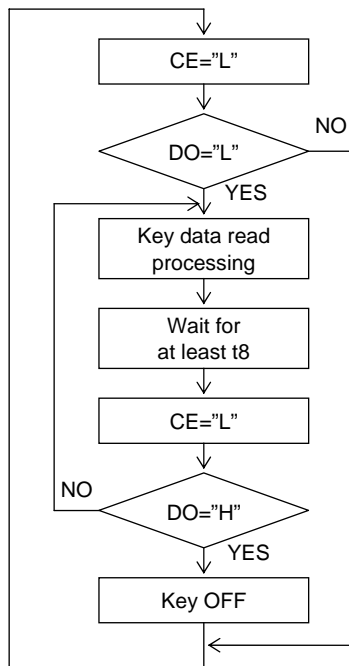 CE=”L”
NO
DO=”L”
YES
Key data read
processing
Wait for
at least t8
CE=”L”
NO
DO=”H”
YES
Key OFF